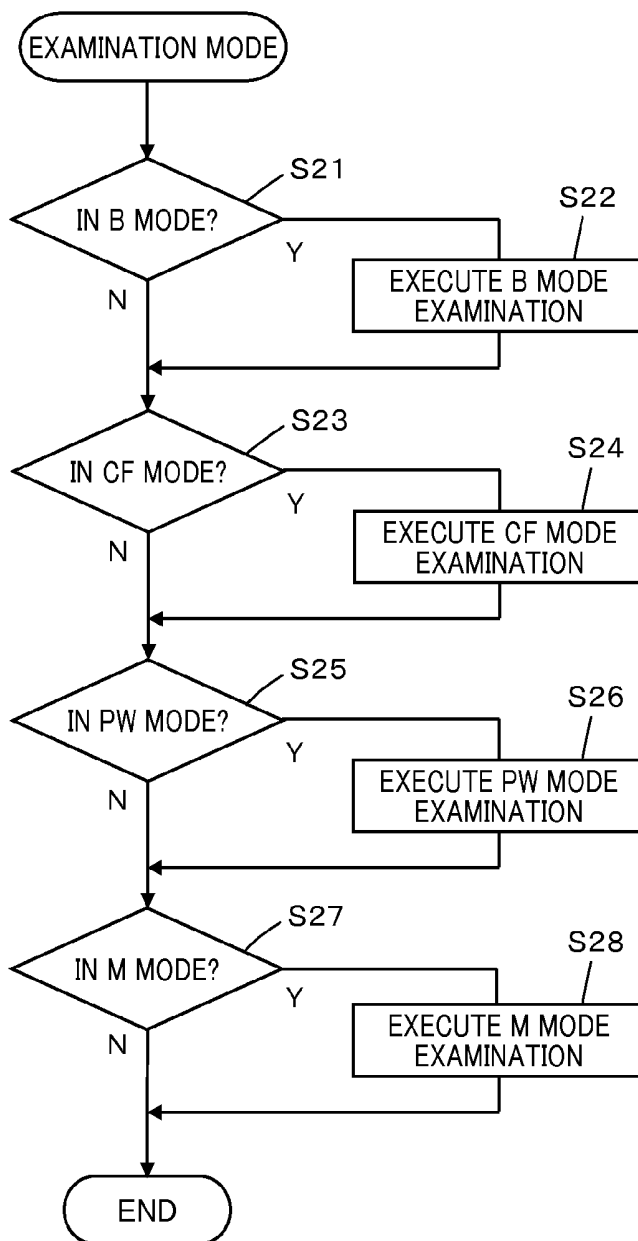 EXAMINATION MODE
S21
IN B MODE?
S22
Y
EXECUTE B MODE
EXAMINATION
N
S23
IN CF MODE?
S24
Y
EXECUTE CF MODE
EXAMINATION
N
S25
IN PW MODE?
S26
Y
EXECUTE PW MODE
EXAMINATION
N
S27
IN M MODE?
S28
Y
EXECUTE M MODE
EXAMINATION
N
END